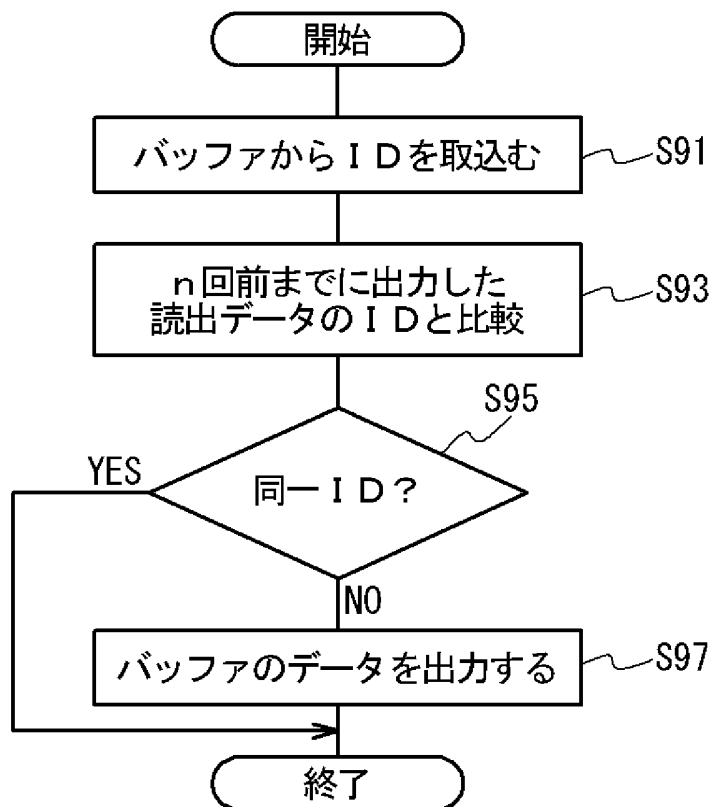 開始
バッファからＩＤを取込む
S91
ｎ回前までに出力した
読出データのＩＤと比較
S93
S95
同一ＩＤ？
YES
NO
バッファのデータを出力する
S97
終了